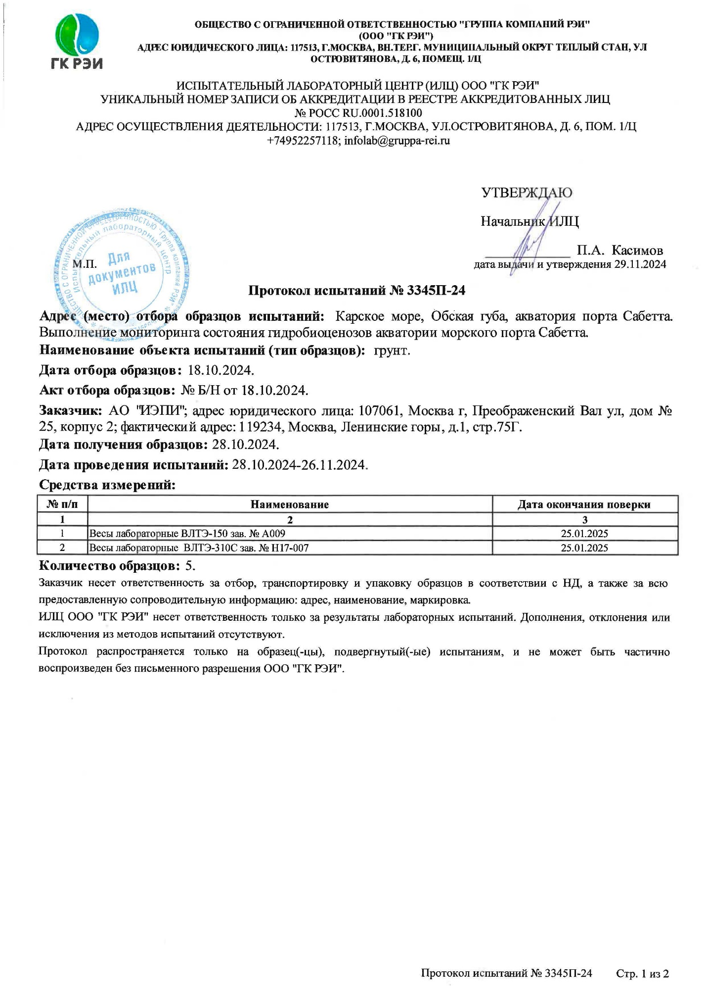 ГК РЭИ
ОБЩЕСТВО С ОГРАНИЧЕННОЙ ОТВЕТСТВЕННОСТЬЮ "ГРУППА КОМПАНИЙ РЭИ"
(ООО "ГК РЭИ")
АДРЕС ЮРИДИЧЕСКОГО ЛИЦА: 117513, Г.МОСКВА, ВН.ТЕР.Г. МУНИЦИПАЛЬНЫЙ ОКРУГ ТЕПЛЫЙ СТАН, УЛ
ОСТРОВИТЯНОВА, Д. 6, ПОМЕЩ. 1/Ц
ИСПЫТАТЕЛЬНЫЙ ЛАБОРАТОРНЫЙ ЦЕНТР (ИЛЦ) ООО "ГК РЭИ"
УНИКАЛЬНЫЙ НОМЕР ЗАПИСИ ОБ АККРЕДИТАЦИИ В РЕЕСТРЕ АККРЕДИТОВАННЫХ ЛИЦ
№ РОСС RU.0001.518100
АДРЕС ОСУЩЕСТВЛЕНИЯ ДЕЯТЕЛЬНОСТИ: 117513, Г.МОСКВА, УЛ.ОСТРОВИТЯНОВА, Д. 6, ПОМ. 1/Ц
+74952257118; infolab@gruppa-rei.ru
УТВЕРЖДАЮ
Начальник ИЛЦ
П.А. Касимов
М.П.
дата выдачи и утверждения 29.11.2024
ОБЩЕСТВО С ОГРАНИЧЕННОЙ ОТВЕТСТВЕННОСТЬЮ "Группа компаний РЭИ"
Испытательный лабораторный центр
Для
документов
ИЛЦ
Протокол испытаний № 3345П-24
Адрес (место) отбора образцов испытаний: Карское море, Обская губа, акватория порта Сабетта.
Выполнение мониторинга состояния гидробиоценозов акватории морского порта Сабетта.
Наименование объекта испытаний (тип образцов): грунт.
Дата отбора образцов: 18.10.2024.
Акт отбора образцов: № Б/Н от 18.10.2024.
Заказчик: АО "ИЭПИ"; адрес юридического лица: 107061, Москва г, Преображенский Вал ул, дом №
25, корпус 2; фактический адрес: 119234, Москва, Ленинские горы, д.1, стр.75Г.
Дата получения образцов: 28.10.2024.
Дата проведения испытаний: 28.10.2024-26.11.2024.
Средства измерений:
№ п/п Наименование Дата окончания поверки
1 2 3
1 Весы лабораторные ВЛТЭ-150 зав. № А009 25.01.2025
2 Весы лабораторные ВЛТЭ-310С зав. № Н17-007 25.01.2025
Количество образцов: 5.
Заказчик несет ответственность за отбор, транспортировку и упаковку образцов в соответствии с НД, а также за всю
предоставленную сопроводительную информацию: адрес, наименование, маркировка.
ИЛЦ ООО "ГК РЭИ" несет ответственность только за результаты лабораторных испытаний. Дополнения, отклонения или
исключения из методов испытаний отсутствуют.
Протокол распространяется только на образец(-цы), подвергнутый(-ые) испытаниям, и не может быть частично
воспроизведен без письменного разрешения ООО "ГК РЭИ".
Протокол испытаний № 3345П-24 Стр. 1 из 2